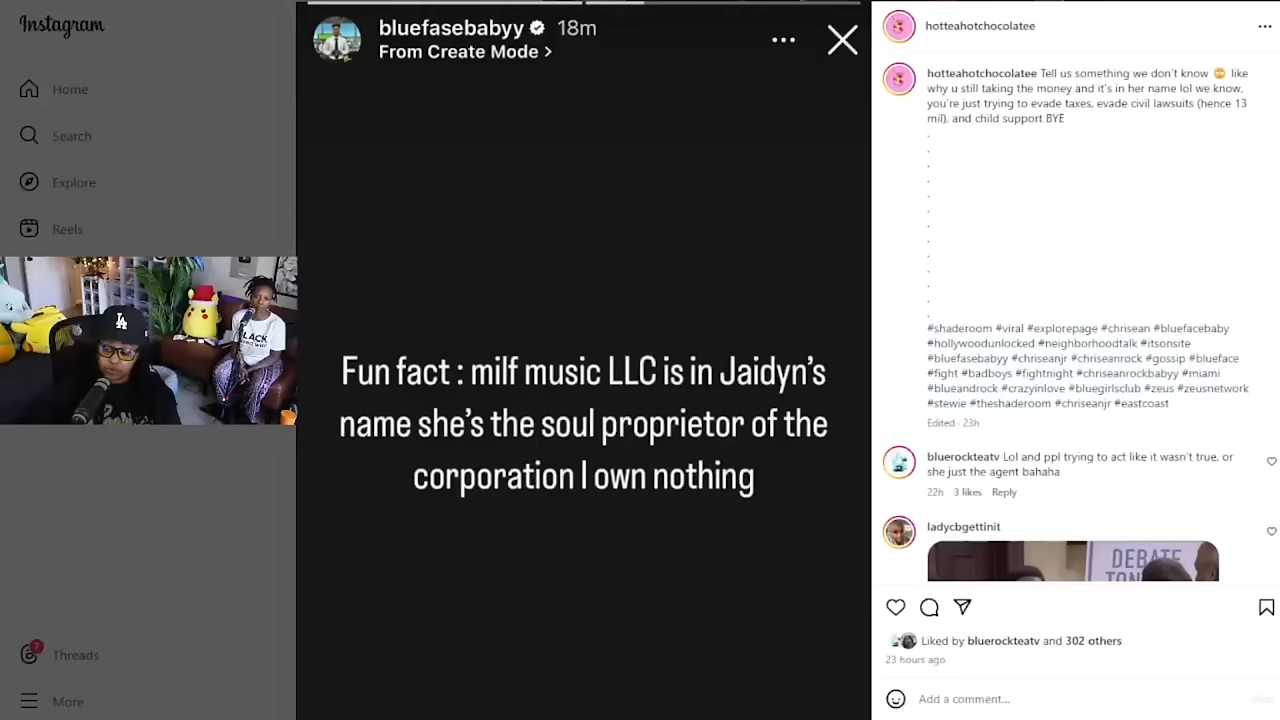 Instagram
Home
Search
Explore
Reels
7
Threads
More
LA
bluefasebabyy 18m
From Create Mode >
Fun fact : milf music LLC is in Jaidyn's
name she's the soul proprietor of the
corporation I own nothing
hotteahotchocolatee
hotteahotchocolatee Tell us something we don't know 🙄 like
why u still taking the money and it's in her name lol we know,
you're just trying to evade taxes, evade civil lawsuits (hence 13
mil), and child support BYE
.
.
.
.
.
.
.
.
.
.
.
.
#shaderoom #viral #explorepage #chrisean #bluefacebaby
#hollywoodunlocked #neighborhoodtalk #itsonsite
#bluefasebabyy #chriseanjr #chriseanrock #gossip #blueface
#fight #badboys #fightnight #chriseanrockbabyy #miami
#blueandrock #crazyinlove #bluegirlsclub #zeus #zeusnetwork
#stewie #theshaderoom #chriseanjr #eastcoast
Edited · 23h
bluerockteatv Lol and ppl trying to act like it wasn't true, or
she just the agent bahaha
22h 3 likes Reply
ladycbgettinit
DEBATE
Liked by bluerockteatv and 302 others
23 hours ago
Add a comment...